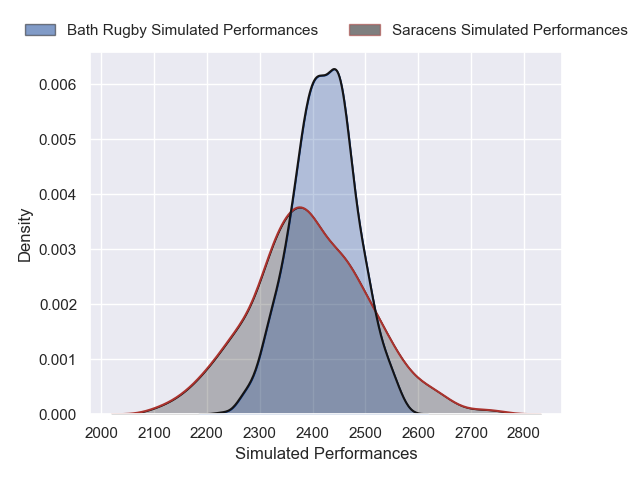 Bath Rugby Simulated Performances Saracens Simulated Performances
0.006
0.005
0.004
0.003
0.002
0.001
0.000
Density
2000 2100 2200 2300 2400 2500 2600 2700 2800
Simulated Performances